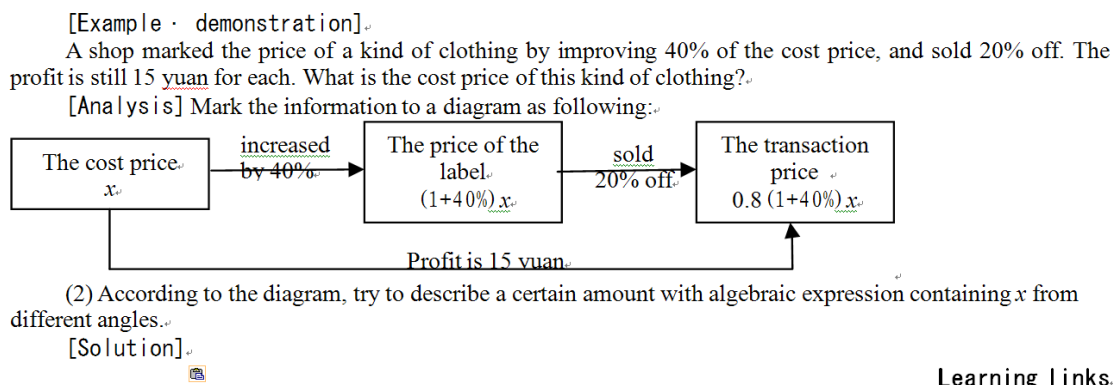 [Example· demonstration]
A shop marked the price of a kind of clothing by improving 40% of the cost price, and sold 20% off. The
profit is still 15 yuan for each. What is the cost price of this kind of clothing?
[Analysis] Mark the information to a diagram as following:
The cost price
x
increased
by 40%
The price of the
label
(1+40%) x
sold
20% off
The transaction
price
0.8 (1+40%) x
Profit is 15 yuan
(2) According to the diagram, try to describe a certain amount with algebraic expression containing x from
different angles.
[Solution]
Learning links